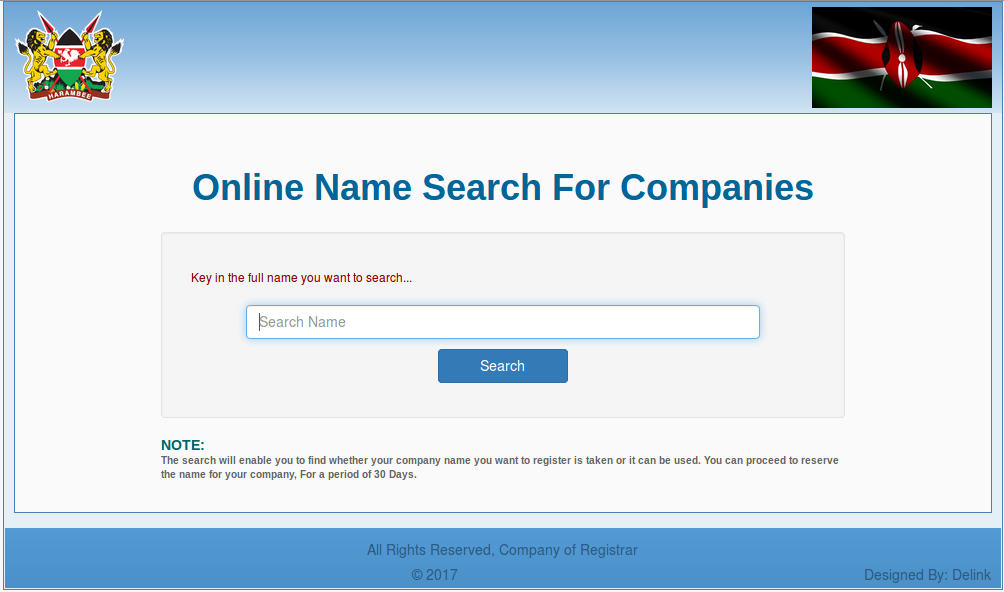 HARAMBEE
Online Name Search For Companies
Key in the full name you want to search...
Search Name
Search
NOTE:
The search will enable you to find whether your company name you want to register is taken or it can be used. You can proceed to reserve
the name for your company, For a period of 30 Days.
All Rights Reserved, Company of Registrar
© 2017
Designed By: Delink